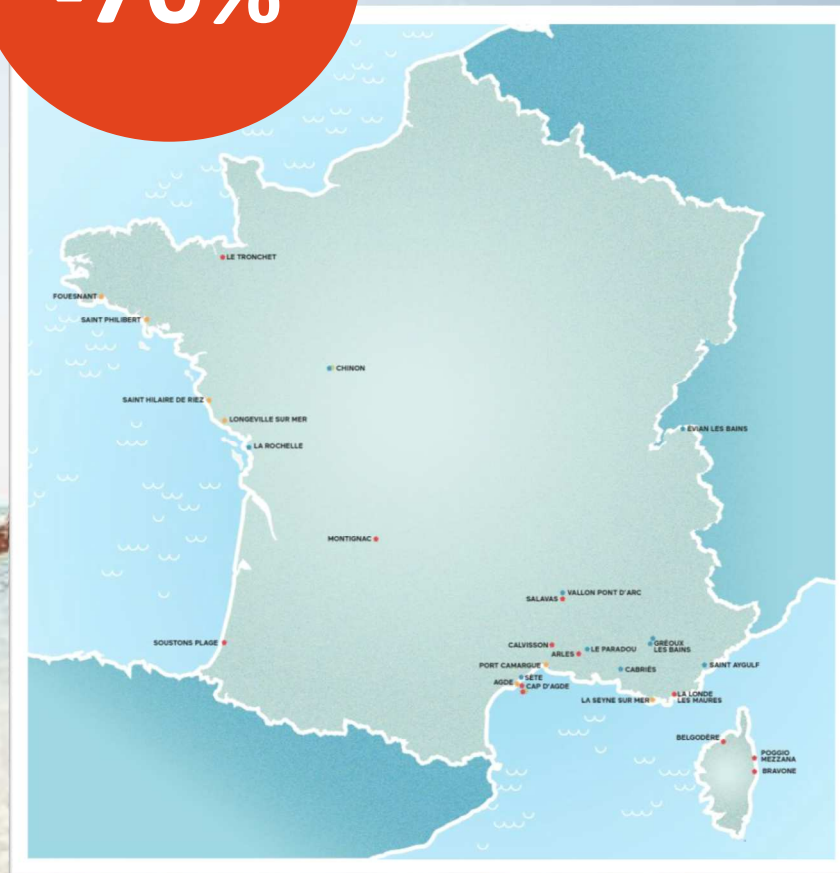 -70%
LE TRONCHET
FOUESNANT
SAINT PHILIBERT
CHINON
SAINT HILAIRE DE RIEZ
LONGEVILLE SUR MER
LA ROCHELLE
ÉVIAN LES BAINS
MONTIGNAC
VALLON PONT D'ARC
SALAVAS
SOUSTONS PLAGE
CALVISSON
ARLES
LE PARADOU
GRÉOUX
LES BAINS
PORT CAMARGUE
CABRIÈS
SAINT AYGULF
SÈTE
AGDE
CAP D'AGDE
LA SEYNE SUR MER
LA LONDE
LES MAURES
BELGODÈRE
POGGIO
MEZZANA
BRAVONE